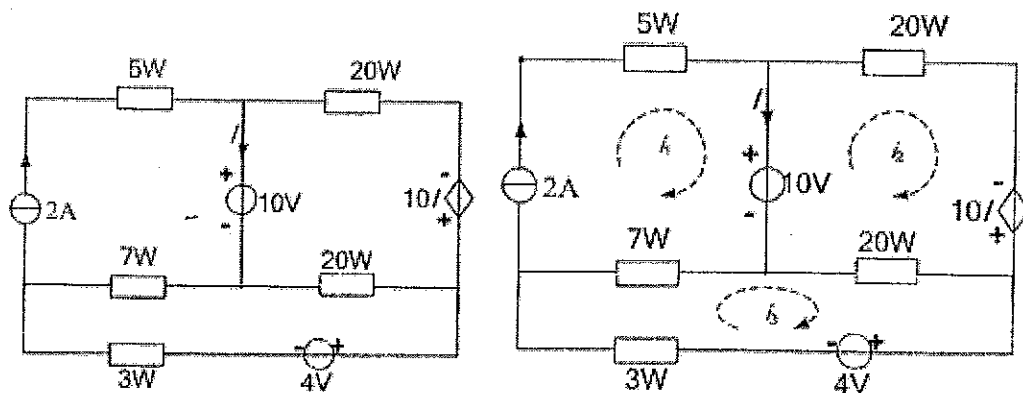 5W
20W
I
+
-
10V
2A
-
10I
+
7W
20W
-
+
3W
4V
5W
20W
I
i₁
i₂
+
-
10V
2A
-
10I
+
7W
20W
i₃
-
+
3W
4V